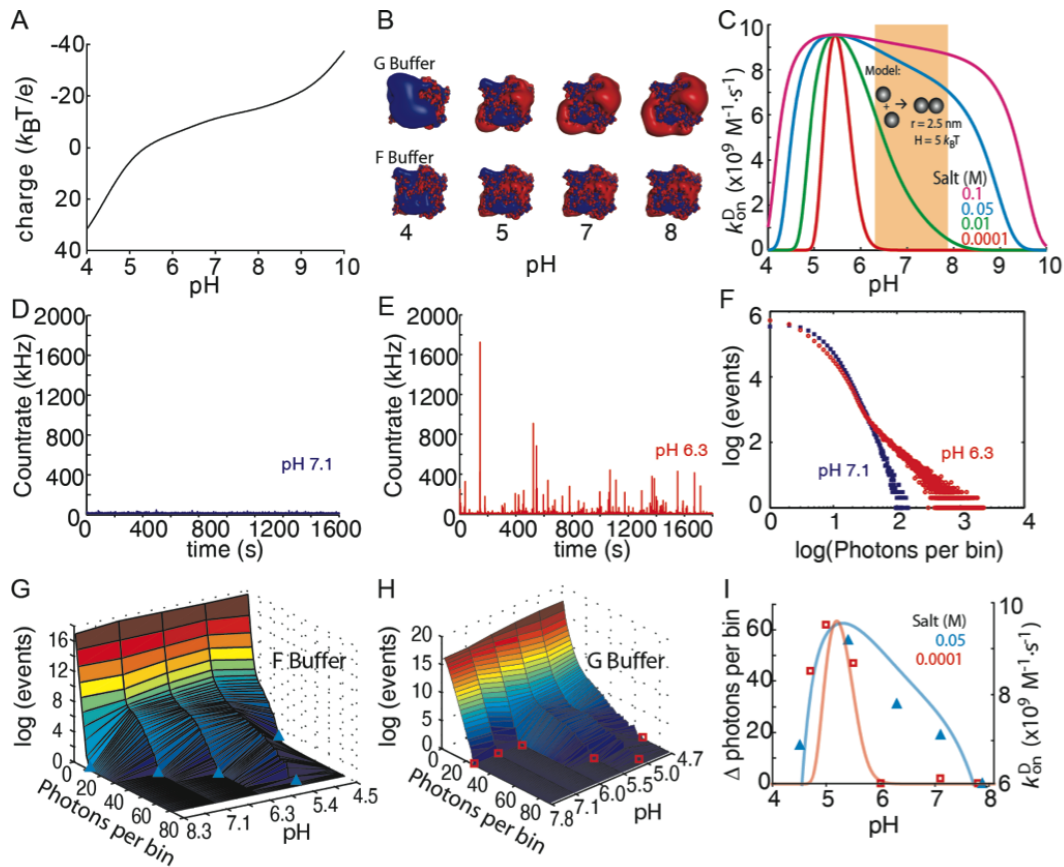 A
charge (kBT/e)
-40
-20
0
20
40
4 5 6 7 8 9 10
pH
B
G Buffer
F Buffer
4 5 7 8
pH
C
k on D (x10⁹ M⁻¹·s⁻¹)
10
8
6
4
2
0
Model:
+ →
r = 2.5 nm
H = 5 kBT
Salt (M)
0.1
0.05
0.01
0.0001
4 5 6 7 8 9 10
pH
D
Countrate (kHz)
2000
1600
1200
800
400
0
pH 7.1
0 400 800 1200 1600
time (s)
E
Countrate (kHz)
2000
1600
1200
800
400
0
pH 6.3
0 400 800 1200 1600
time (s)
F
log (events)
6
4
2
0
pH 7.1
pH 6.3
0 1 2 3 4
log(Photons per bin)
G
log (events)
16
12
8
4
0
F Buffer
0 20 40 60 80
Photons per bin
8.3 7.1 6.3 5.4 4.5
pH
H
log (events)
20
15
10
5
0
G Buffer
0 20 40 60 80
Photons per bin
7.8 7.1 6.0 5.5 5.0 4.7
pH
I
Δ photons per bin
60
40
20
0
Salt (M)
0.05
0.0001
10
8
6
k on D (x10⁹ M⁻¹·s⁻¹)
4 5 6 7 8
pH